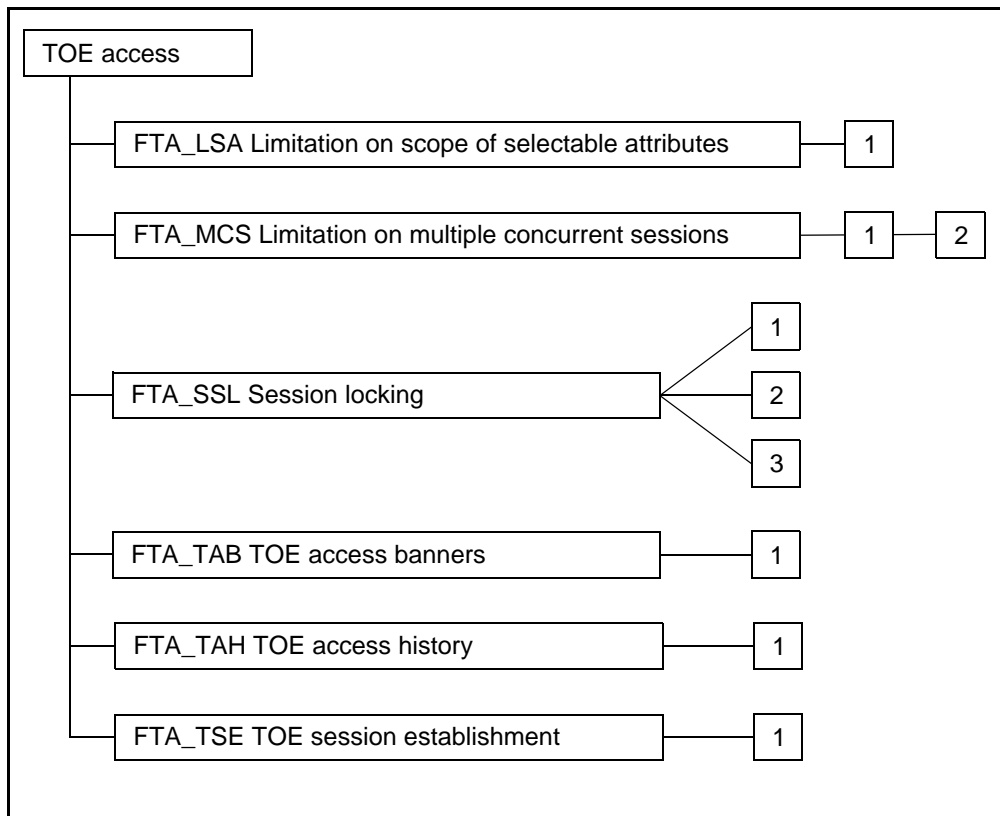 TOE access
FTA_LSA Limitation on scope of selectable attributes 1
FTA_MCS Limitation on multiple concurrent sessions 1 2
1
FTA_SSL Session locking 2
3
FTA_TAB TOE access banners 1
FTA_TAH TOE access history 1
FTA_TSE TOE session establishment 1